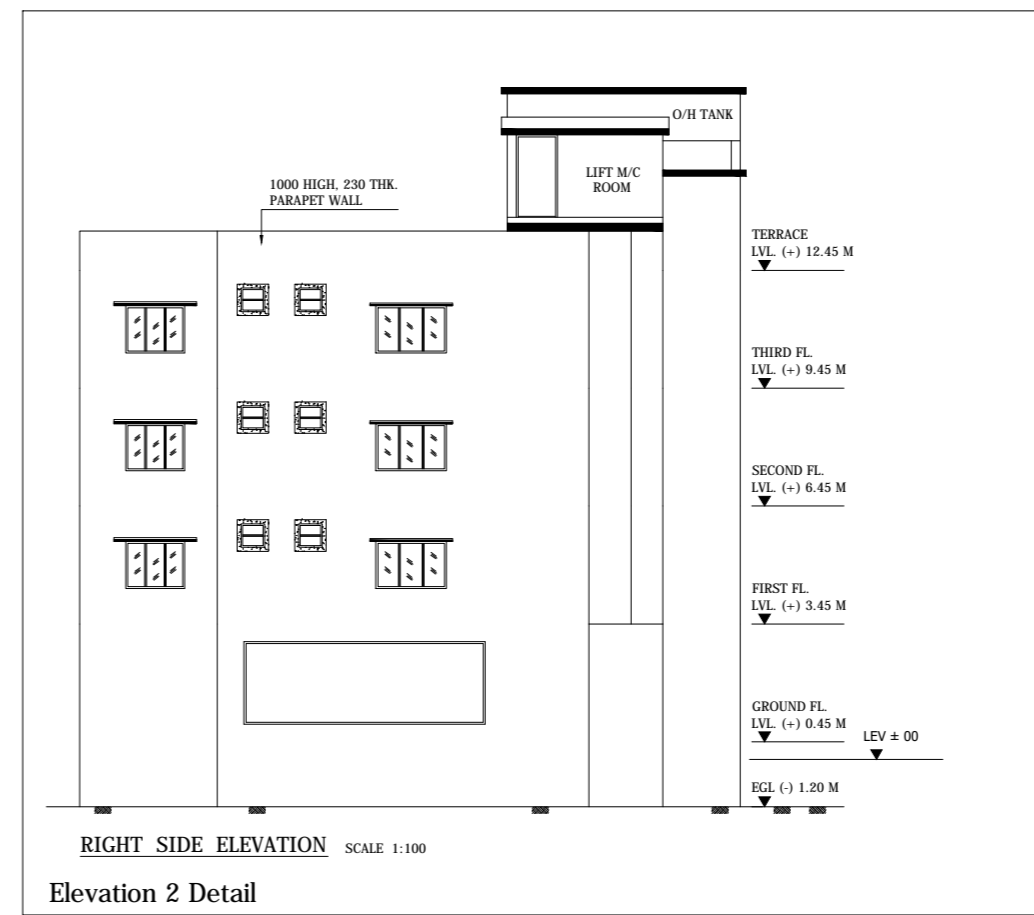 O/H TANK
LIFT M/C
ROOM
1000 HIGH, 230 THK.
PARAPET WALL
TERRACE
LVL. (+) 12.45 M
THIRD FL.
LVL. (+) 9.45 M
SECOND FL.
LVL. (+) 6.45 M
FIRST FL.
LVL. (+) 3.45 M
GROUND FL.
LVL. (+) 0.45 M
LEV ± 00
EGL (-) 1.20 M
RIGHT SIDE ELEVATION SCALE 1:100
Elevation 2 Detail